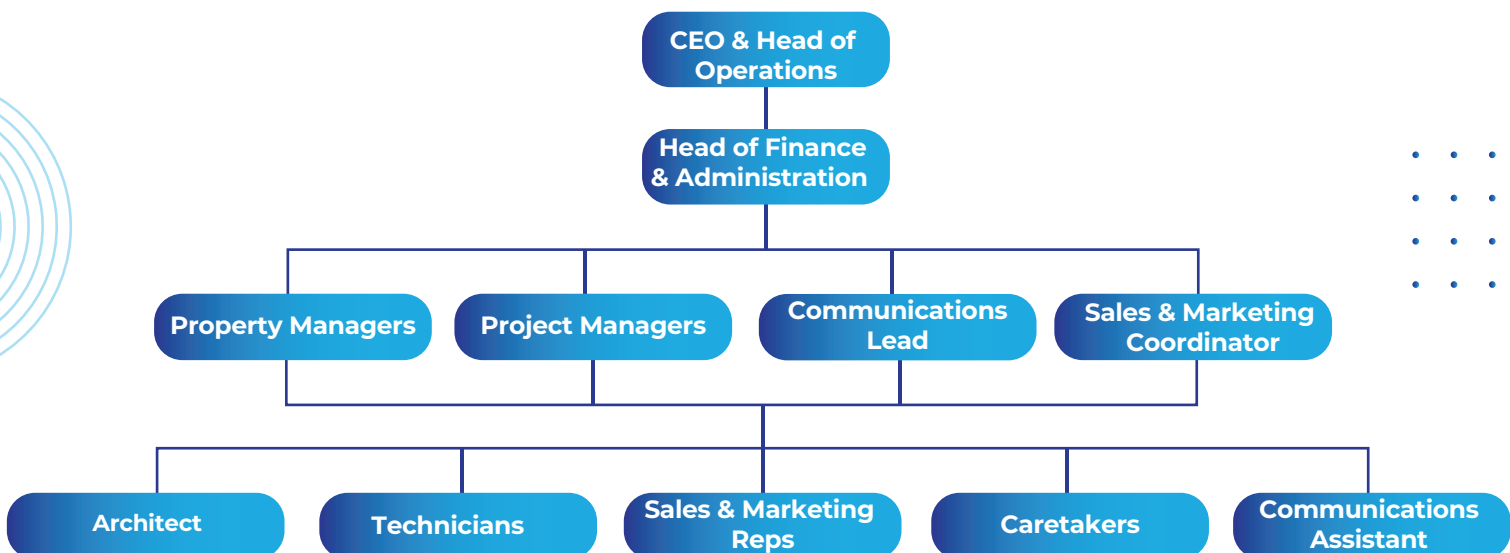 CEO & Head of
Operations
Head of Finance
& Administration
Property Managers
Project Managers
Communications
Lead
Sales & Marketing
Coordinator
Architect
Technicians
Sales & Marketing
Reps
Caretakers
Communications
Assistant